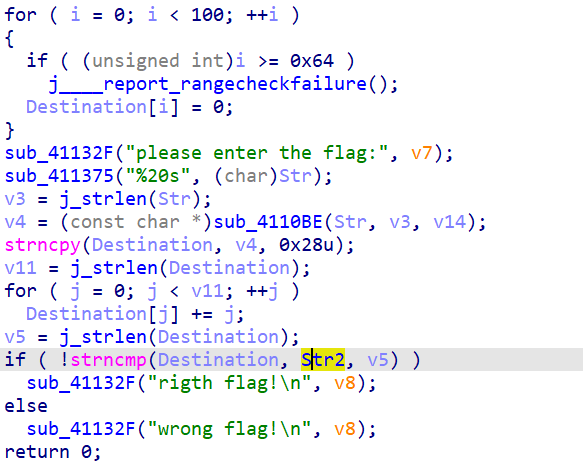 for ( i = 0; i < 100; ++i )
{
  if ( (unsigned int)i >= 0x64 )
    j____report_rangecheckfailure();
  Destination[i] = 0;
}
sub_41132F("please enter the flag:", v7);
sub_411375("%20s", (char)Str);
v3 = j_strlen(Str);
v4 = (const char *)sub_4110BE(Str, v3, v14);
strncpy(Destination, v4, 0x28u);
v11 = j_strlen(Destination);
for ( j = 0; j < v11; ++j )
  Destination[j] += j;
v5 = j_strlen(Destination);
if ( !strncmp(Destination, Str2, v5) )
  sub_41132F("rigth flag!\n", v8);
else
  sub_41132F("wrong flag!\n", v8);
return 0;